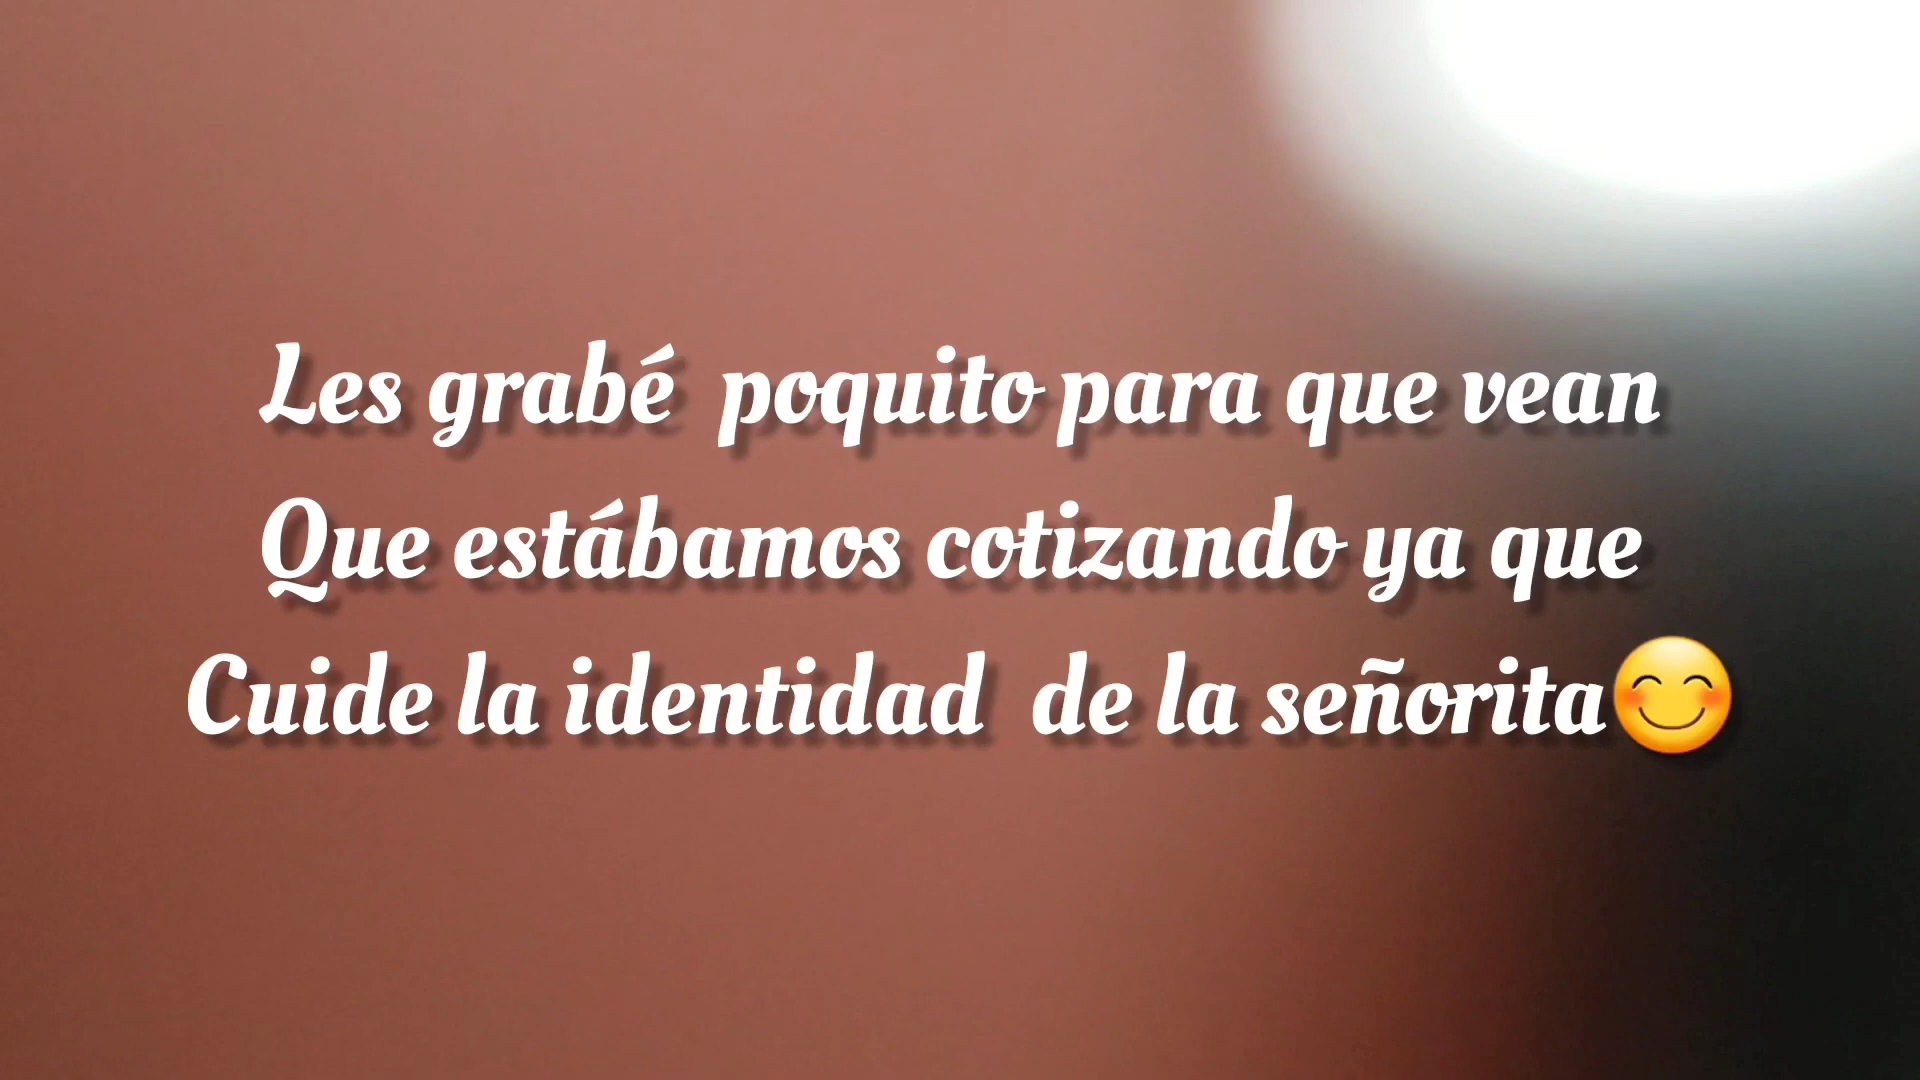 Les grabé  poquito para que vean
Que estábamos cotizando ya que
Cuide la identidad  de la señorita😊